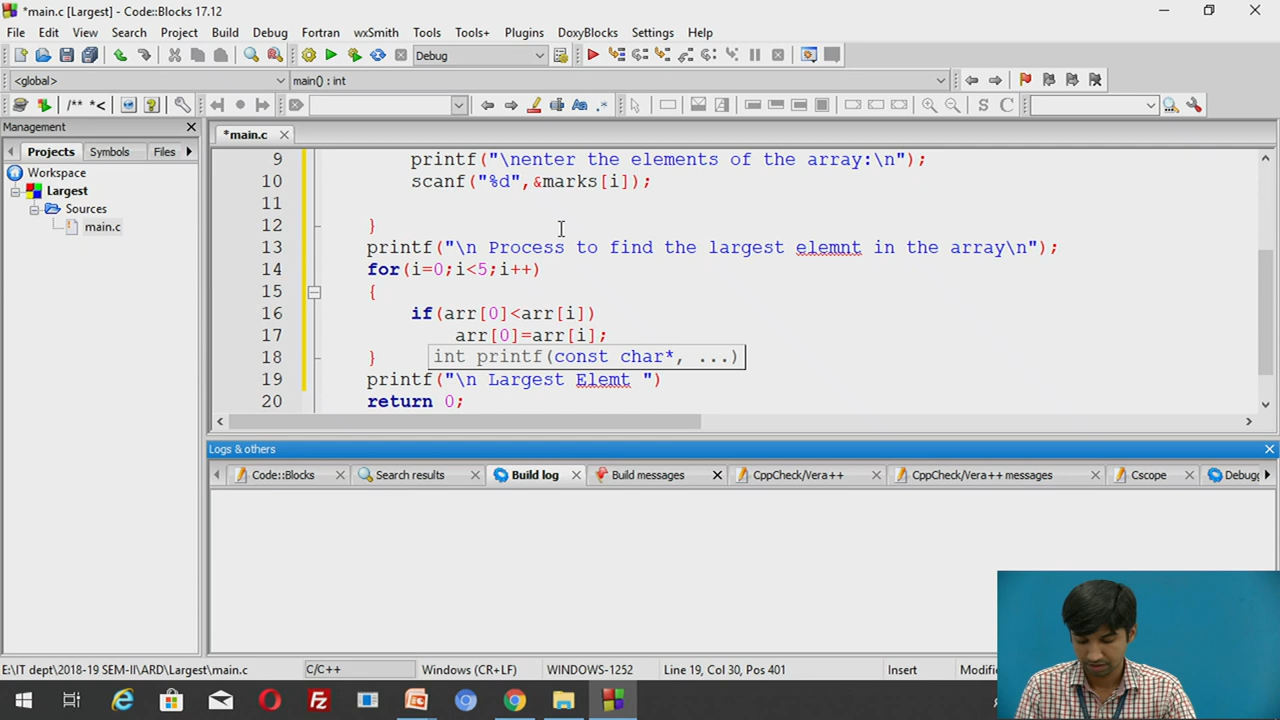 *main.c [Largest] - Code::Blocks 17.12
File Edit View Search Project Build Debug Fortran wxSmith Tools Tools+ Plugins DoxyBlocks Settings Help
Debug
<global> main() : int
/** *<
Aa .* S C
Management
*main.c
Projects Symbols Files
Workspace
Largest
Sources
main.c
9 printf("\nenter the elements of the array:\n");
10 scanf("%d",&marks[i]);
11
12 }
13 printf("\n Process to find the largest elemnt in the array\n");
14 for(i=0;i<5;i++)
15 {
16 if(arr[0]<arr[i])
17 arr[0]=arr[i];
18 }
int printf(const char*, ...)
19 printf("\n Largest Elemt ")
20 return 0;
Logs & others
Code::Blocks Search results Build log Build messages CppCheck/Vera++ CppCheck/Vera++ messages Cscope Debugg
E:\IT dept\2018-19 SEM-II\ARD\Largest\main.c C/C++ Windows (CR+LF) WINDOWS-1252 Line 19, Col 30, Pos 401 Insert Modi